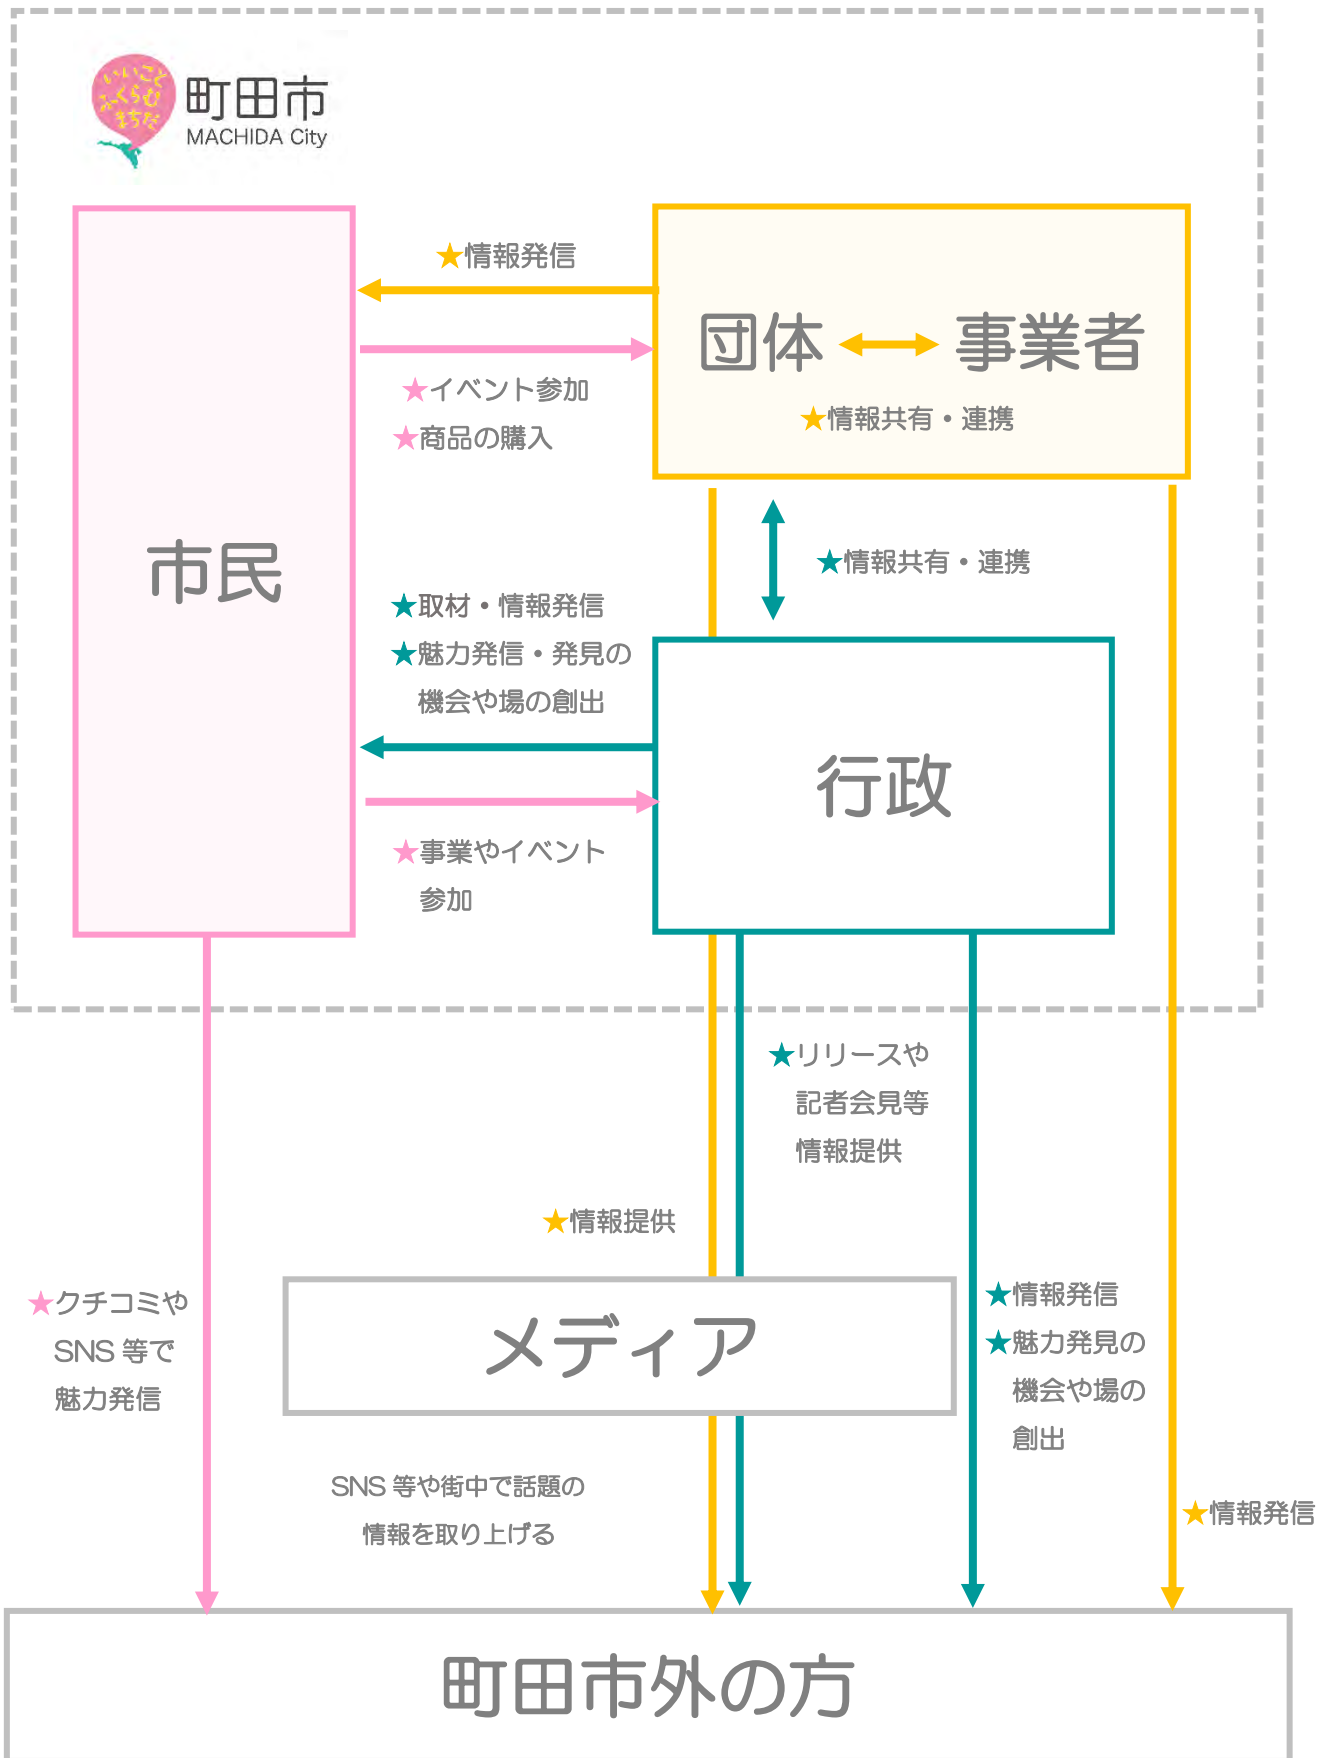 いいこと
ふーくらむ
まちだ
町田市
MACHIDA City
★情報発信
団体
事業者
★情報共有・連携
★イベント参加
★商品の購入
市民
★情報共有・連携
★取材・情報発信
★魅力発信・発見の
機会や場の創出
行政
★事業やイベント
参加
★リリースや
記者会見等
情報提供
★情報提供
★クチコミや
SNS 等で
魅力発信
メディア
★情報発信
★魅力発見の
機会や場の
創出
SNS 等や街中で話題の
情報を取り上げる
★情報発信
町田市外の方